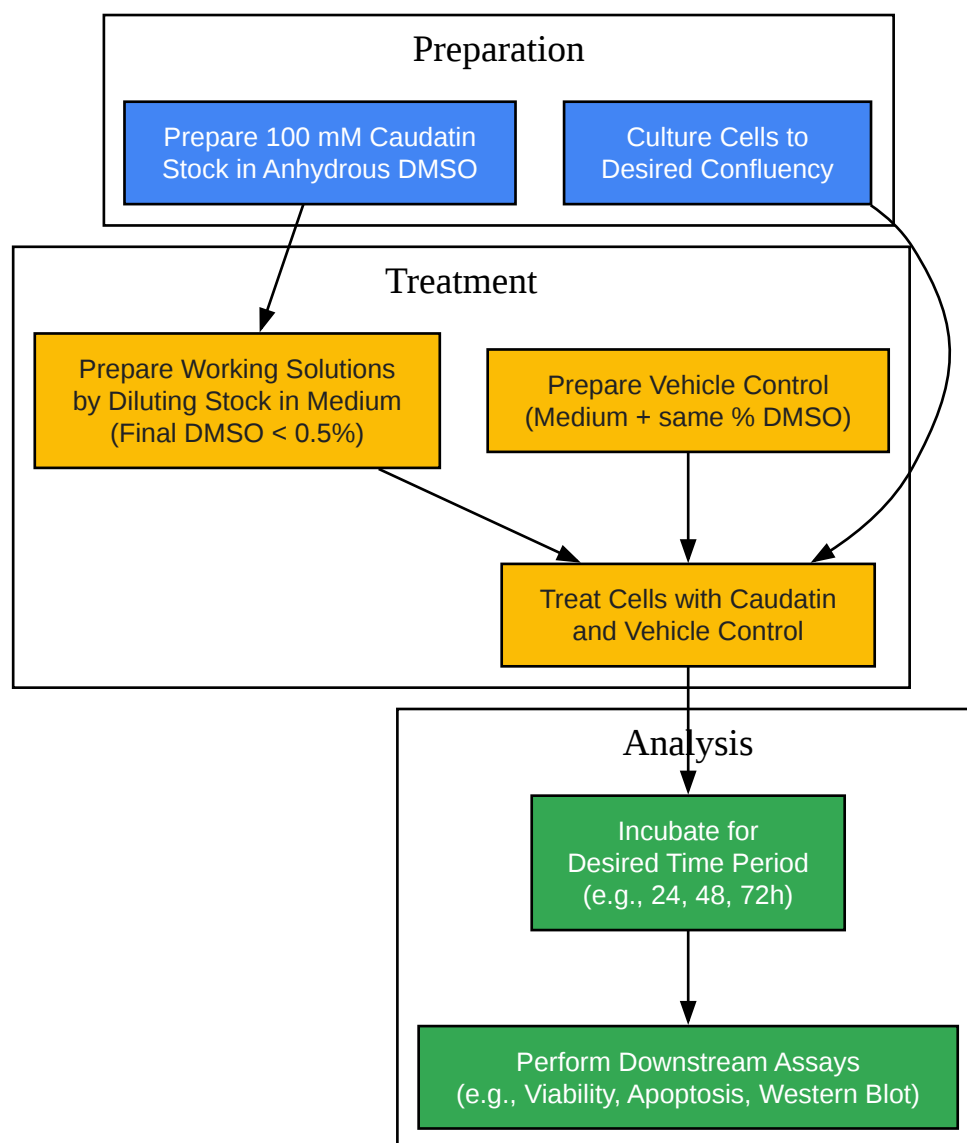 Preparation
Prepare 100 mM Caudatin
Stock in Anhydrous DMSO
Culture Cells to
Desired Confluency
Treatment
Prepare Working Solutions
by Diluting Stock in Medium
(Final DMSO < 0.5%)
Prepare Vehicle Control
(Medium + same % DMSO)
Treat Cells with Caudatin
and Vehicle Control
Analysis
Incubate for
Desired Time Period
(e.g., 24, 48, 72h)
Perform Downstream Assays
(e.g., Viability, Apoptosis, Western Blot)